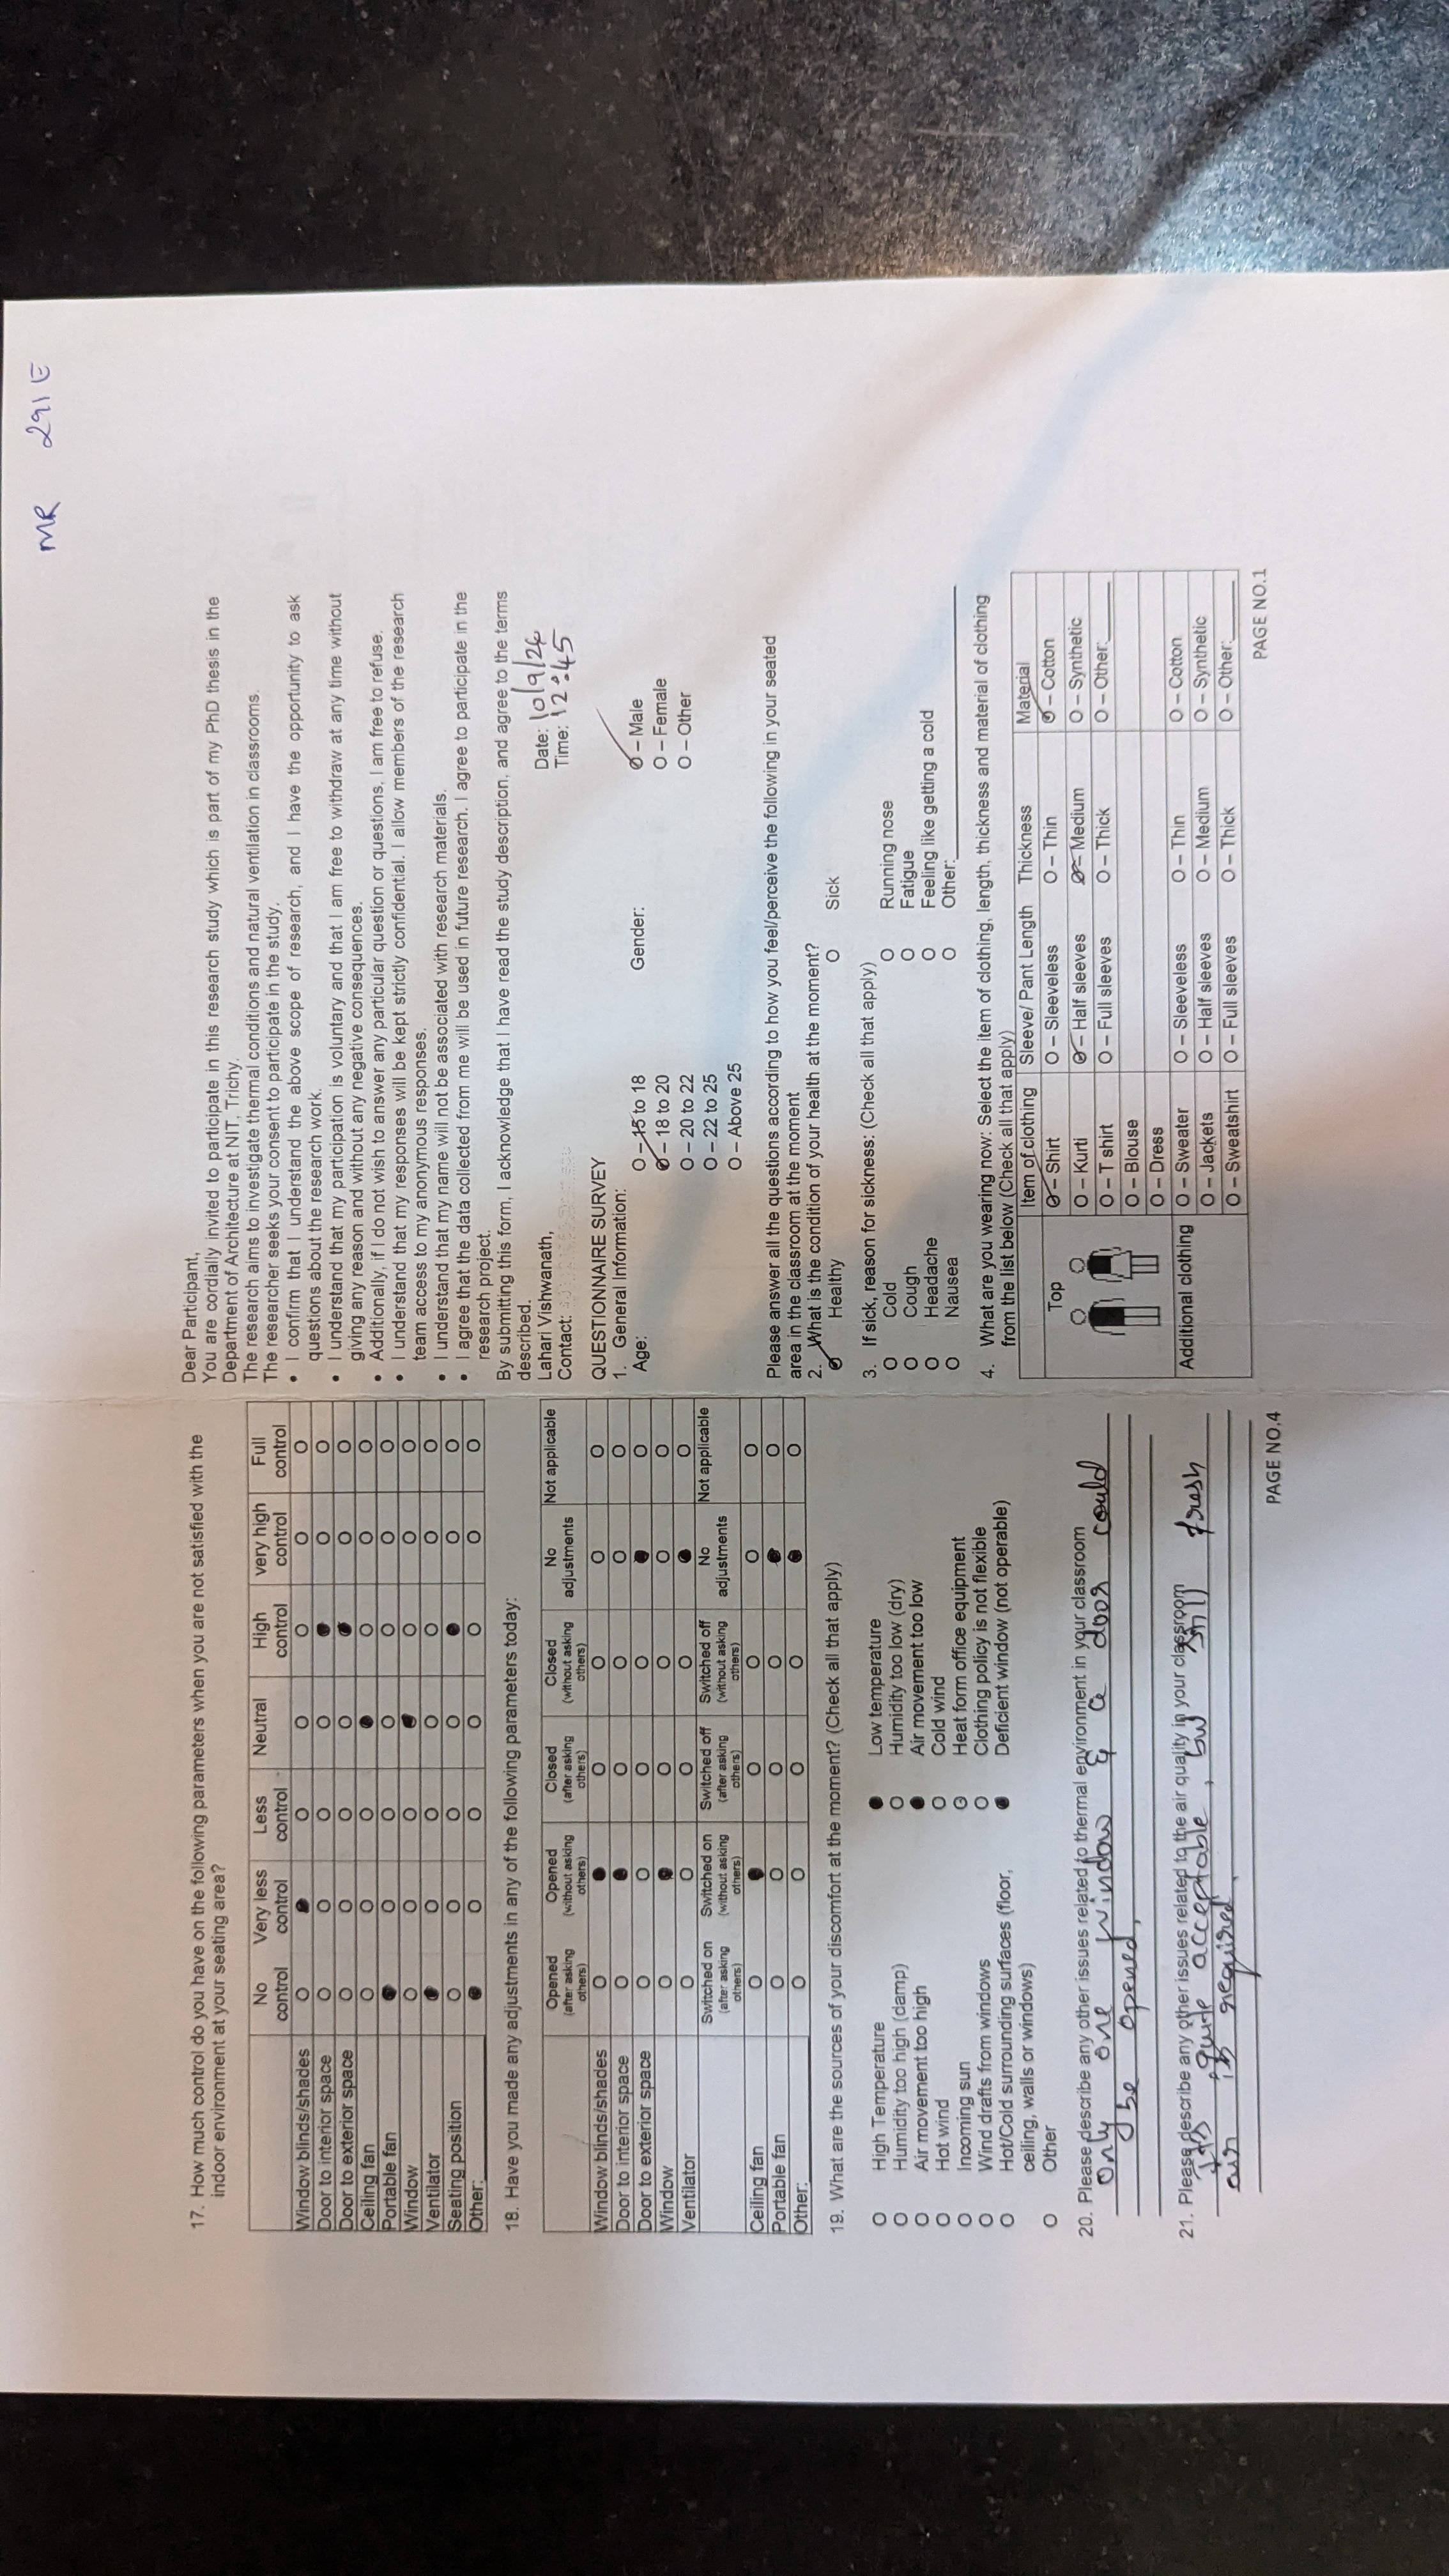 MR 291E
17. How much control do you have on the following parameters when you are not satisfied with the
indoor environment at your seating area?
No control Very less control Less control Neutral High control very high control Full control
Window blinds/shades O ● O O O O O
Door to interior space O O O O ● O O
Door to exterior space O O O O ● O O
Ceiling fan O O O ● O O O
Portable fan ● O O O O O O
Window O O O ● O O O
Ventilator ● O O O O O O
Seating position O O O O ● O O
Other: ● O O O O O O
18. Have you made any adjustments in any of the following parameters today:
Opened (after asking others) Opened (without asking others) Closed (after asking others) Closed (without asking others) No adjustments Not applicable
Window blinds/shades O ● O O O O
Door to interior space O ● O O O O
Door to exterior space O O O O ● O
Window O ● O O O O
Ventilator O O O O ● O
Switched on (after asking others) Switched on (without asking others) Switched off (after asking others) Switched off (without asking others) No adjustments Not applicable
Ceiling fan O ● O O O O
Portable fan O O O O ● O
Other: O O O O ● O
19. What are the sources of your discomfort at the moment? (Check all that apply)
O High Temperature ● Low temperature
O Humidity too high (damp) O Humidity too low (dry)
O Air movement too high ● Air movement too low
O Hot wind O Cold wind
O Incoming sun O Heat form office equipment
O Wind drafts from windows O Clothing policy is not flexible
O Hot/Cold surrounding surfaces (floor, ● Deficient window (not operable)
ceiling, walls or windows)
O Other
20. Please describe any other issues related to thermal environment in your classroom
Only one window & a door could
be opened,
21. Please describe any other issues related to the air quality in your classroom
Its quite acceptable, but still fresh
air is required.
PAGE NO.4
Dear Participant,
You are cordially invited to participate in this research study which is part of my PhD thesis in the
Department of Architecture at NIT, Trichy.
The research aims to investigate thermal conditions and natural ventilation in classrooms.
The researcher seeks your consent to participate in the study.
• I confirm that I understand the above scope of research, and I have the opportunity to ask
questions about the research work.
• I understand that my participation is voluntary and that I am free to withdraw at any time without
giving any reason and without any negative consequences.
• Additionally, if I do not wish to answer any particular question or questions, I am free to refuse.
• I understand that my responses will be kept strictly confidential. I allow members of the research
team access to my anonymous responses.
• I understand that my name will not be associated with research materials.
• I agree that the data collected from me will be used in future research. I agree to participate in the
research project.
By submitting this form, I acknowledge that I have read the study description, and agree to the terms
described.
Lahari Vishwanath, Date: 10/9/24
Contact: Time: 12:45
QUESTIONNAIRE SURVEY
1. General Information:
Age: O – 15 to 18 Gender: O – Male
O – 18 to 20 O – Female
O – 20 to 22 O – Other
O – 22 to 25
O – Above 25
Please answer all the questions according to how you feel/perceive the following in your seated
area in the classroom at the moment
2. What is the condition of your health at the moment?
O Healthy O Sick
3. If sick, reason for sickness: (Check all that apply)
O Cold O Running nose
O Cough O Fatigue
O Headache O Feeling like getting a cold
O Nausea O Other:
4. What are you wearing now: Select the item of clothing, length, thickness and material of clothing
from the list below (Check all that apply)
Item of clothing Sleeve/ Pant Length Thickness Material
Top O – Shirt O – Sleeveless O – Thin O – Cotton
O – Kurti O – Half sleeves O – Medium O – Synthetic
O – T shirt O – Full sleeves O – Thick O – Other:
O – Blouse
O – Dress
Additional clothing O – Sweater O – Sleeveless O – Thin O – Cotton
O – Jackets O – Half sleeves O – Medium O – Synthetic
O – Sweatshirt O – Full sleeves O – Thick O – Other:
PAGE NO.1